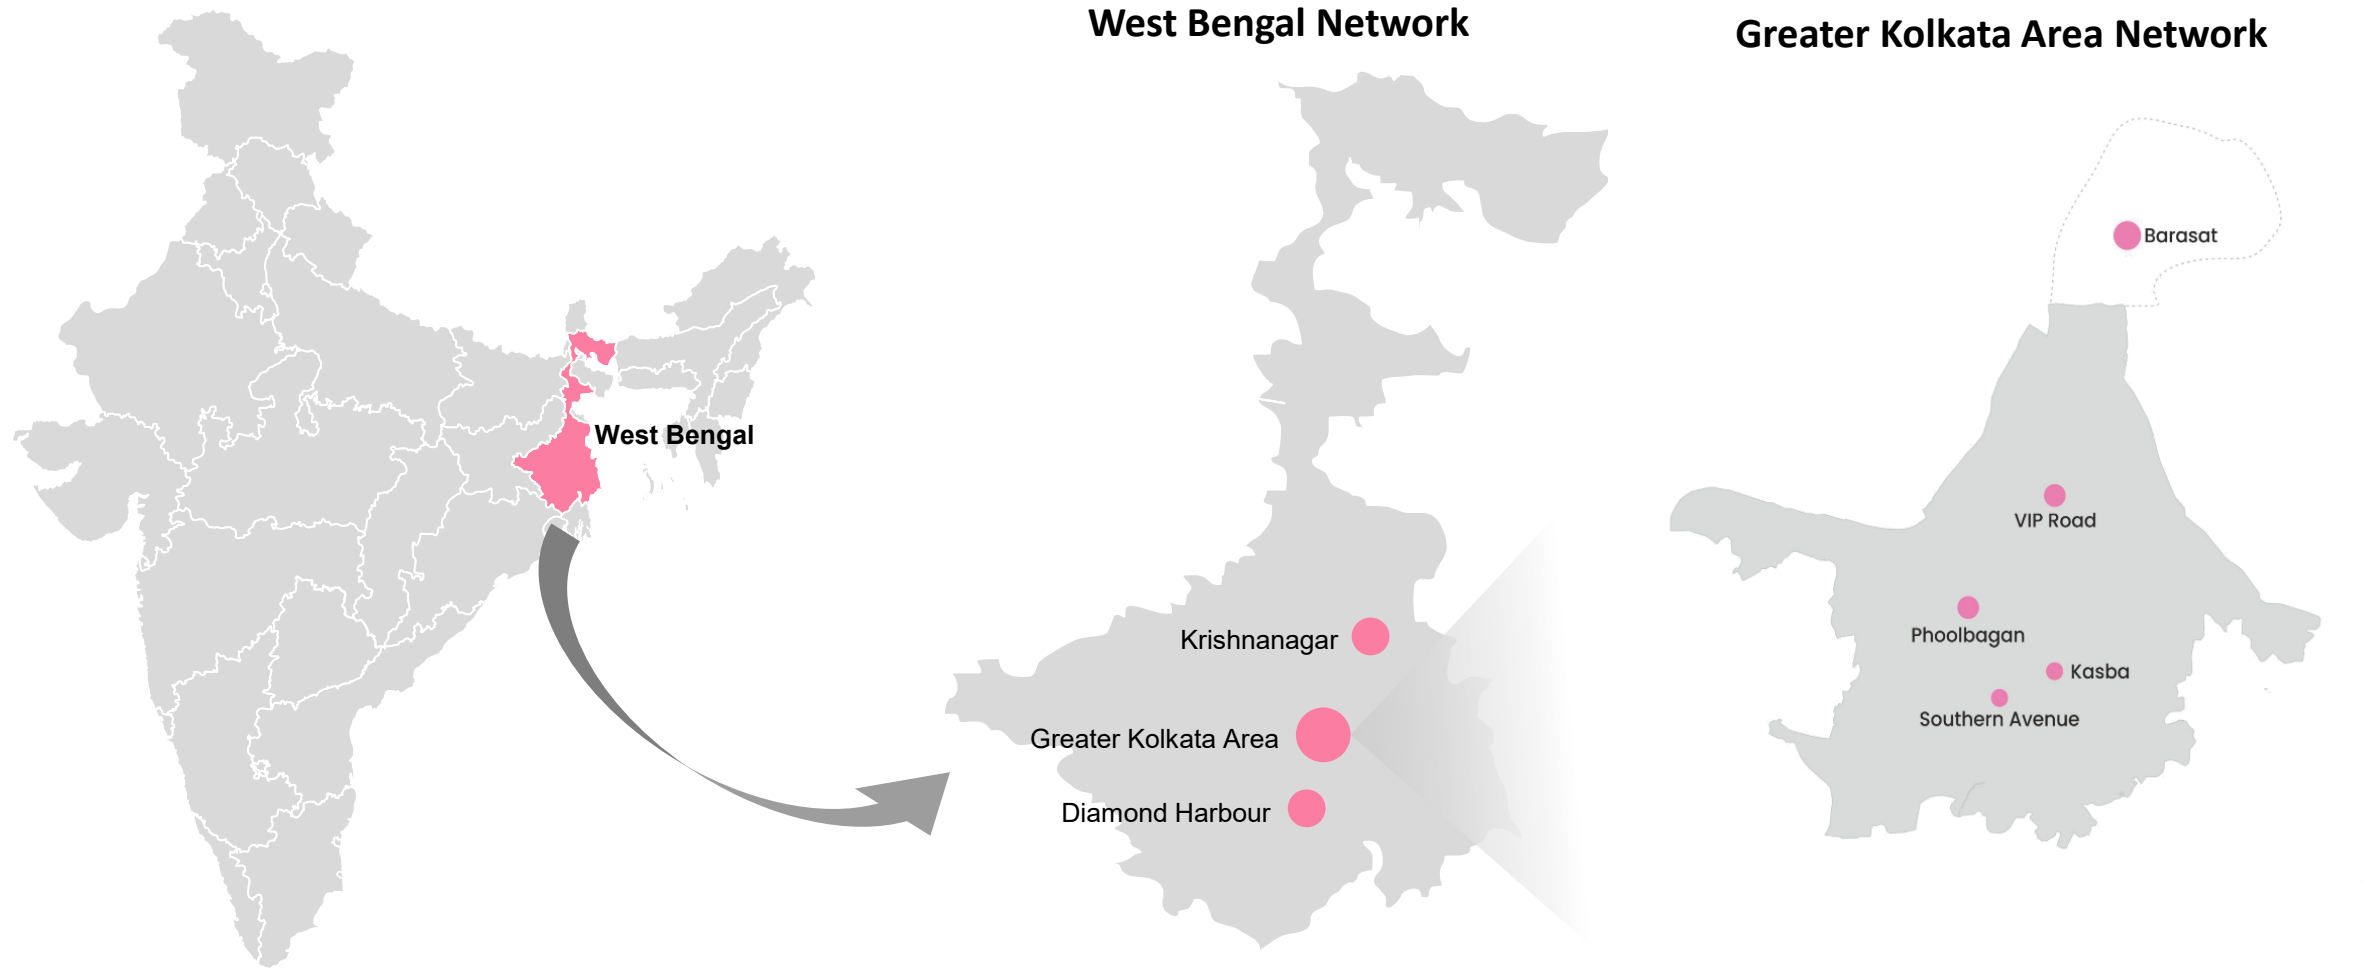 West Bengal Network
Greater Kolkata Area Network
West Bengal
Krishnanagar
Greater Kolkata Area
Diamond Harbour
Barasat
VIP Road
Phoolbagan
Kasba
Southern Avenue